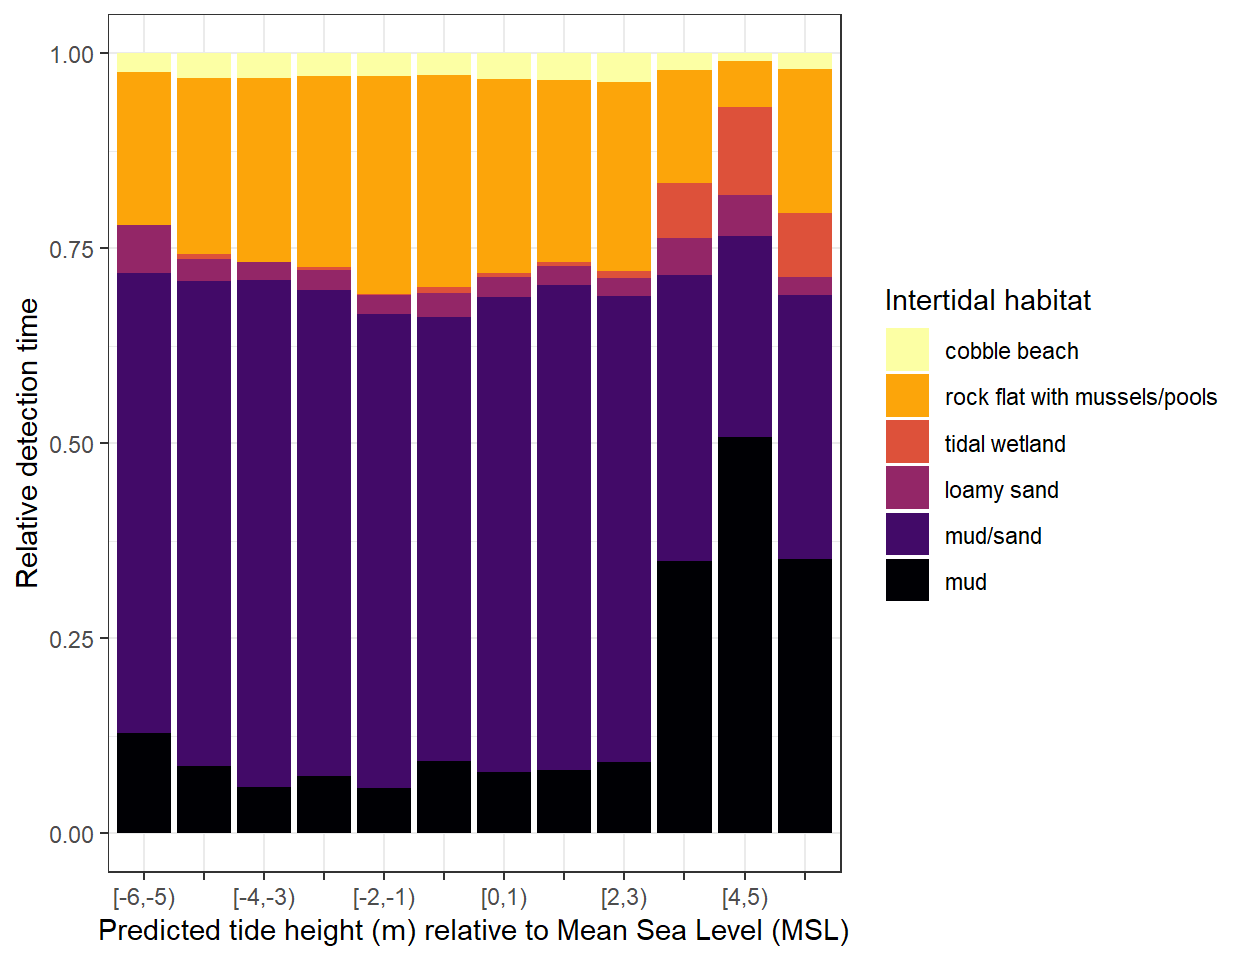 1.00
0.75
0.50
0.25
0.00
Relative detection time
[-6,-5)
[-4,-3)
[-2,-1)
[0,1)
[2,3)
[4,5)
Predicted tide height (m) relative to Mean Sea Level (MSL)
Intertidal habitat
cobble beach
rock flat with mussels/pools
tidal wetland
loamy sand
mud/sand
mud